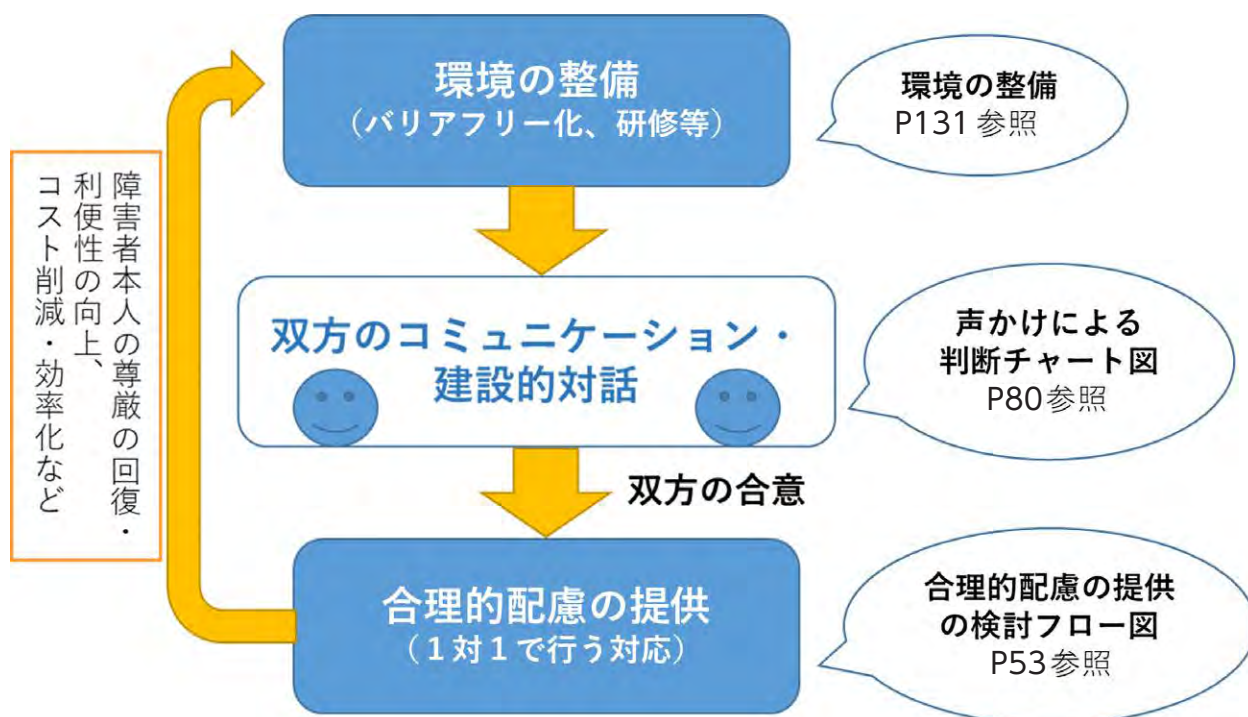 環境の整備
（バリアフリー化、研修等）
環境の整備
P131 参照
双方のコミュニケーション・
建設的対話
声かけによる
判断チャート図
P80参照
双方の合意
合理的配慮の提供
（１対１で行う対応）
合理的配慮の提供
の検討フロー図
P53参照
障害者本人の尊厳の回復・
利便性の向上、
コスト削減・効率化など